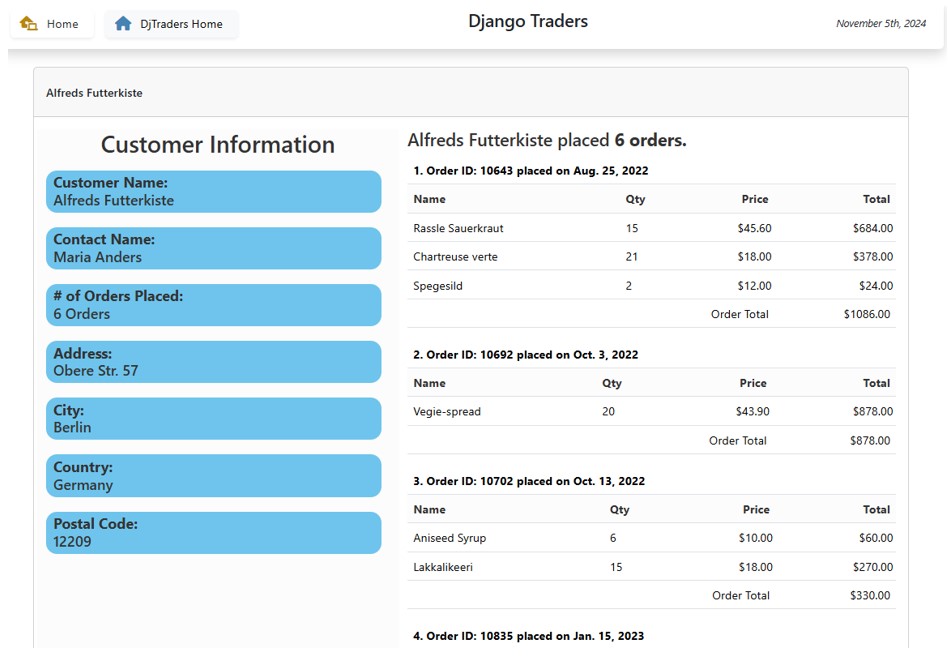 Home
DjTraders Home
Django Traders
November 5th, 2024
Alfreds Futterkiste
Customer Information
Customer Name:
Alfreds Futterkiste
Contact Name:
Maria Anders
# of Orders Placed:
6 Orders
Address:
Obere Str. 57
City:
Berlin
Country:
Germany
Postal Code:
12209
Alfreds Futterkiste placed 6 orders.
1. Order ID: 10643 placed on Aug. 25, 2022
Name Qty Price Total
Rassle Sauerkraut 15 $45.60 $684.00
Chartreuse verte 21 $18.00 $378.00
Spegesild 2 $12.00 $24.00
Order Total $1086.00
2. Order ID: 10692 placed on Oct. 3, 2022
Name Qty Price Total
Vegie-spread 20 $43.90 $878.00
Order Total $878.00
3. Order ID: 10702 placed on Oct. 13, 2022
Name Qty Price Total
Aniseed Syrup 6 $10.00 $60.00
Lakkalikeeri 15 $18.00 $270.00
Order Total $330.00
4. Order ID: 10835 placed on Jan. 15, 2023